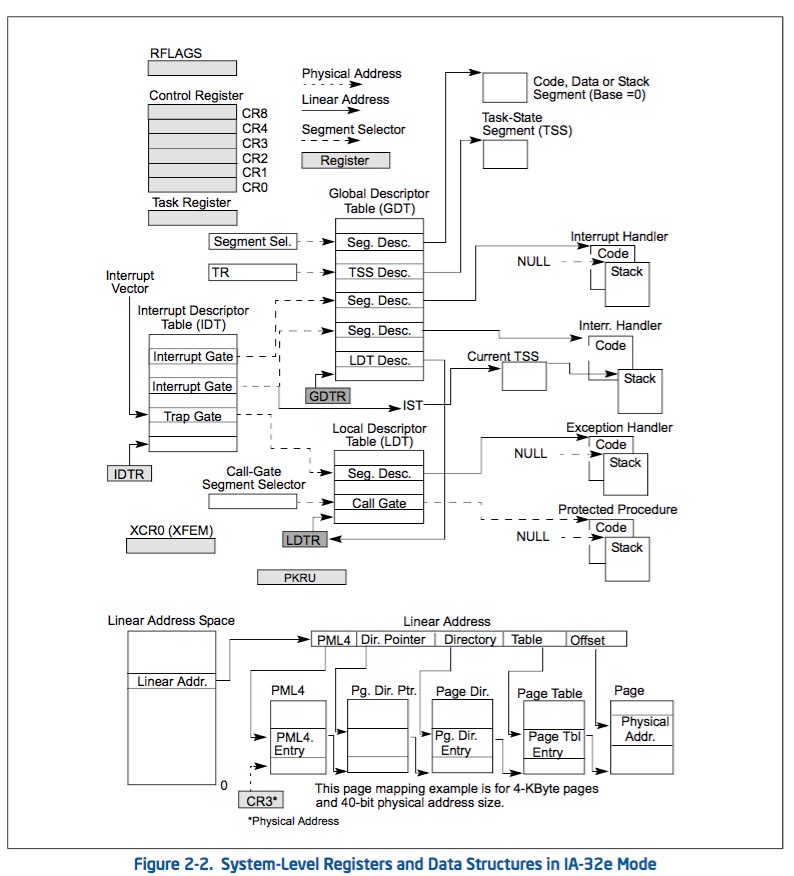 RFLAGS
Control Register
CR8
CR4
CR3
CR2
CR1
CR0
Task Register
Physical Address
Linear Address
Segment Selector
Register
Code, Data or Stack
Segment (Base =0)
Task-State
Segment (TSS)
Global Descriptor
Table (GDT)
Segment Sel.
Seg. Desc.
TR
TSS Desc.
Seg. Desc.
Seg. Desc.
LDT Desc.
GDTR
Interrupt Handler
Code
NULL
Stack
Interrupt
Vector
Interrupt Descriptor
Table (IDT)
Interrupt Gate
Interrupt Gate
Trap Gate
IDTR
Interr. Handler
Code
Current TSS
Stack
IST
Local Descriptor
Table (LDT)
Seg. Desc.
Call Gate
Call-Gate
Segment Selector
LDTR
Exception Handler
Code
NULL
Stack
Protected Procedure
Code
NULL
Stack
XCR0 (XFEM)
PKRU
Linear Address Space
Linear Addr.
0
Linear Address
PML4 Dir. Pointer Directory Table Offset
PML4
PML4.
Entry
Pg. Dir. Ptr.
Page Dir.
Pg. Dir.
Entry
Page Table
Page Tbl
Entry
Page
Physical
Addr.
CR3*
*Physical Address
This page mapping example is for 4-KByte pages
and 40-bit physical address size.
Figure 2-2. System-Level Registers and Data Structures in IA-32e Mode